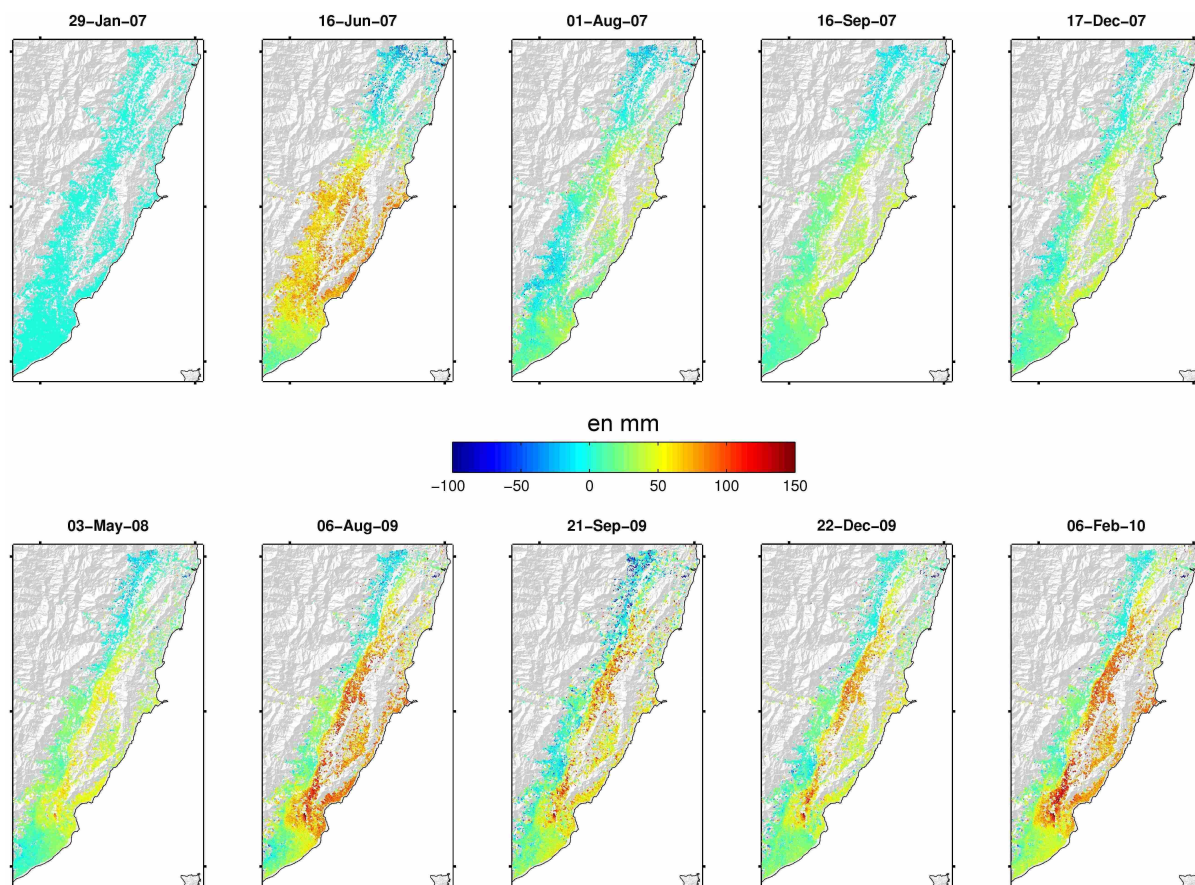 29-Jan-07 16-Jun-07 01-Aug-07 16-Sep-07 17-Dec-07
en mm
−100 −50 0 50 100 150
03-May-08 06-Aug-09 21-Sep-09 22-Dec-09 06-Feb-10